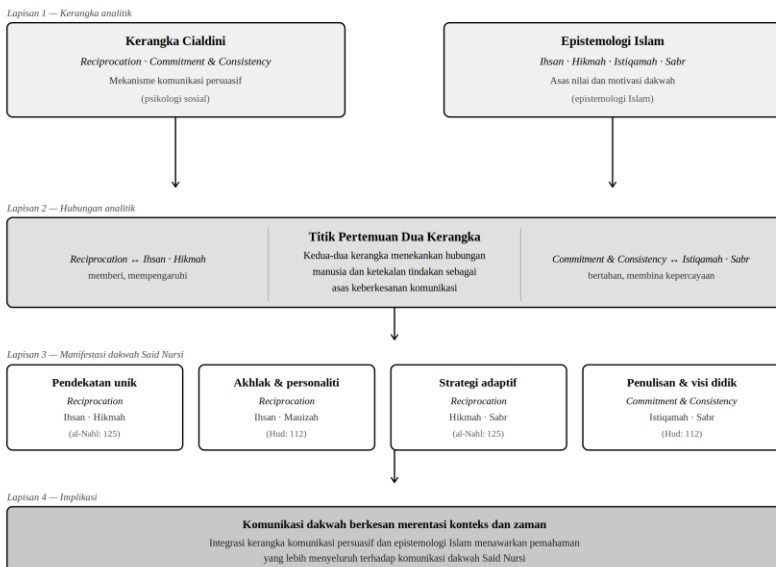 Lapisan 1 — Kerangka analitik
Kerangka Cialdini
Reciprocation · Commitment & Consistency
Mekanisme komunikasi persuasif
(psikologi sosial)
Epistemologi Islam
Ihsan · Hikmah · Istiqamah · Sabr
Asas nilai dan motivasi dakwah
(epistemologi Islam)
Lapisan 2 — Hubungan analitik
Reciprocation ↔ Ihsan · Hikmah
memberi, mempengaruhi
Titik Pertemuan Dua Kerangka
Kedua-dua kerangka menekankan hubungan
manusia dan ketekalan tindakan sebagai
asas keberkesanan komunikasi
Commitment & Consistency ↔ Istiqamah · Sabr
bertahan, membina kepercayaan
Lapisan 3 — Manifestasi dakwah Said Nursi
Pendekatan unik
Reciprocation
Ihsan · Hikmah
(al-Nahl: 125)
Akhlak & personaliti
Reciprocation
Ihsan · Mauizah
(Hud: 112)
Strategi adaptif
Reciprocation
Hikmah · Sabr
(al-Nahl: 125)
Penulisan & visi didik
Commitment & Consistency
Istiqamah · Sabr
(Hud: 112)
Lapisan 4 — Implikasi
Komunikasi dakwah berkesan merentasi konteks dan zaman
Integrasi kerangka komunikasi persuasif dan epistemologi Islam menawarkan pemahaman
yang lebih menyeluruh terhadap komunikasi dakwah Said Nursi